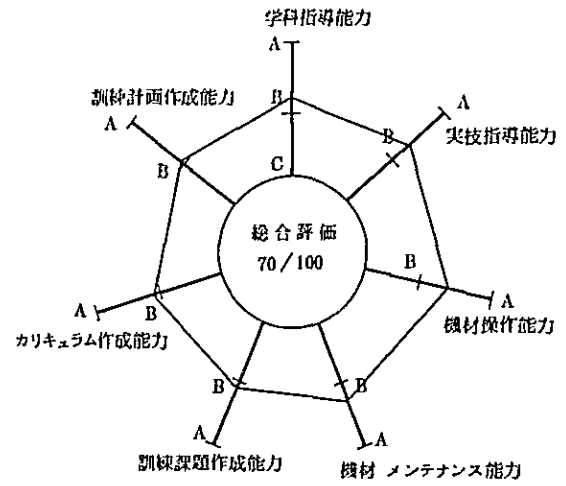 学科指導能力
A
B
C
訓練計画作成能力
A
B
A
B
実技指導能力
総合評価
70/100
B
A
機材操作能力
A
B
カリキュラム作成能力
B
A
訓練課題作成能力
B
A
機材 メンテナンス能力